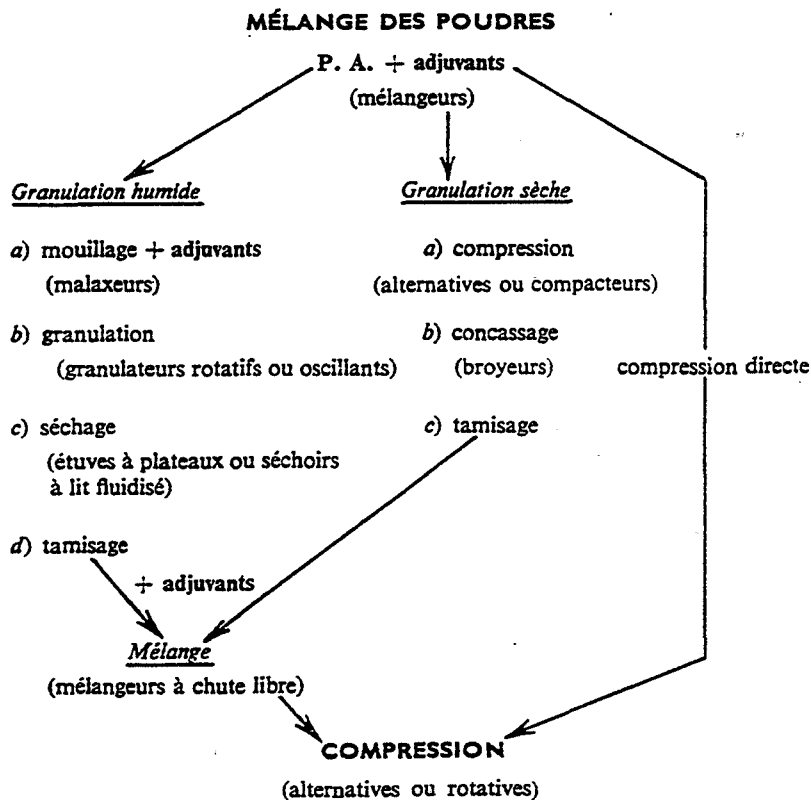 MÉLANGE DES POUDRES
P. A. + adjuvants
(mélangeurs)
Granulation humide
a) mouillage + adjuvants
(malaxeurs)
b) granulation
(granulateurs rotatifs ou oscillants)
c) séchage
(étuves à plateaux ou séchoirs
à lit fluidisé)
d) tamisage
+ adjuvants
Granulation sèche
a) compression
(alternatives ou compacteurs)
b) concassage
(broyeurs)
c) tamisage
compression directe
Mélange
(mélangeurs à chute libre)
COMPRESSION
(alternatives ou rotatives)